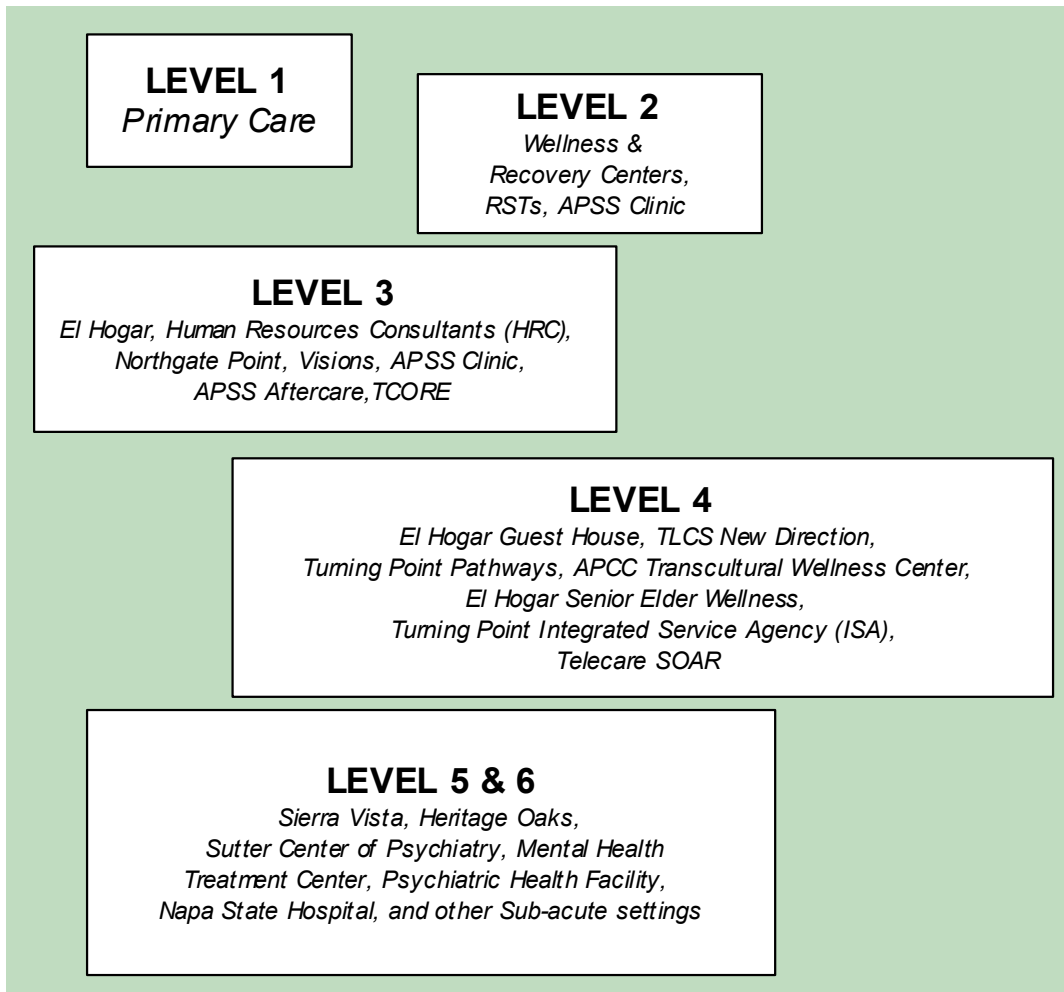 LEVEL 1
Primary Care
LEVEL 2
Wellness &
Recovery Centers,
RSTs, APSS Clinic
LEVEL 3
El Hogar, Human Resources Consultants (HRC),
Northgate Point, Visions, APSS Clinic,
APSS Aftercare,TCORE
LEVEL 4
El Hogar Guest House, TLCS New Direction,
Turning Point Pathways, APCC Transcultural Wellness Center,
El Hogar Senior Elder Wellness,
Turning Point Integrated Service Agency (ISA),
Telecare SOAR
LEVEL 5 & 6
Sierra Vista, Heritage Oaks,
Sutter Center of Psychiatry, Mental Health
Treatment Center, Psychiatric Health Facility,
Napa State Hospital, and other Sub-acute settings